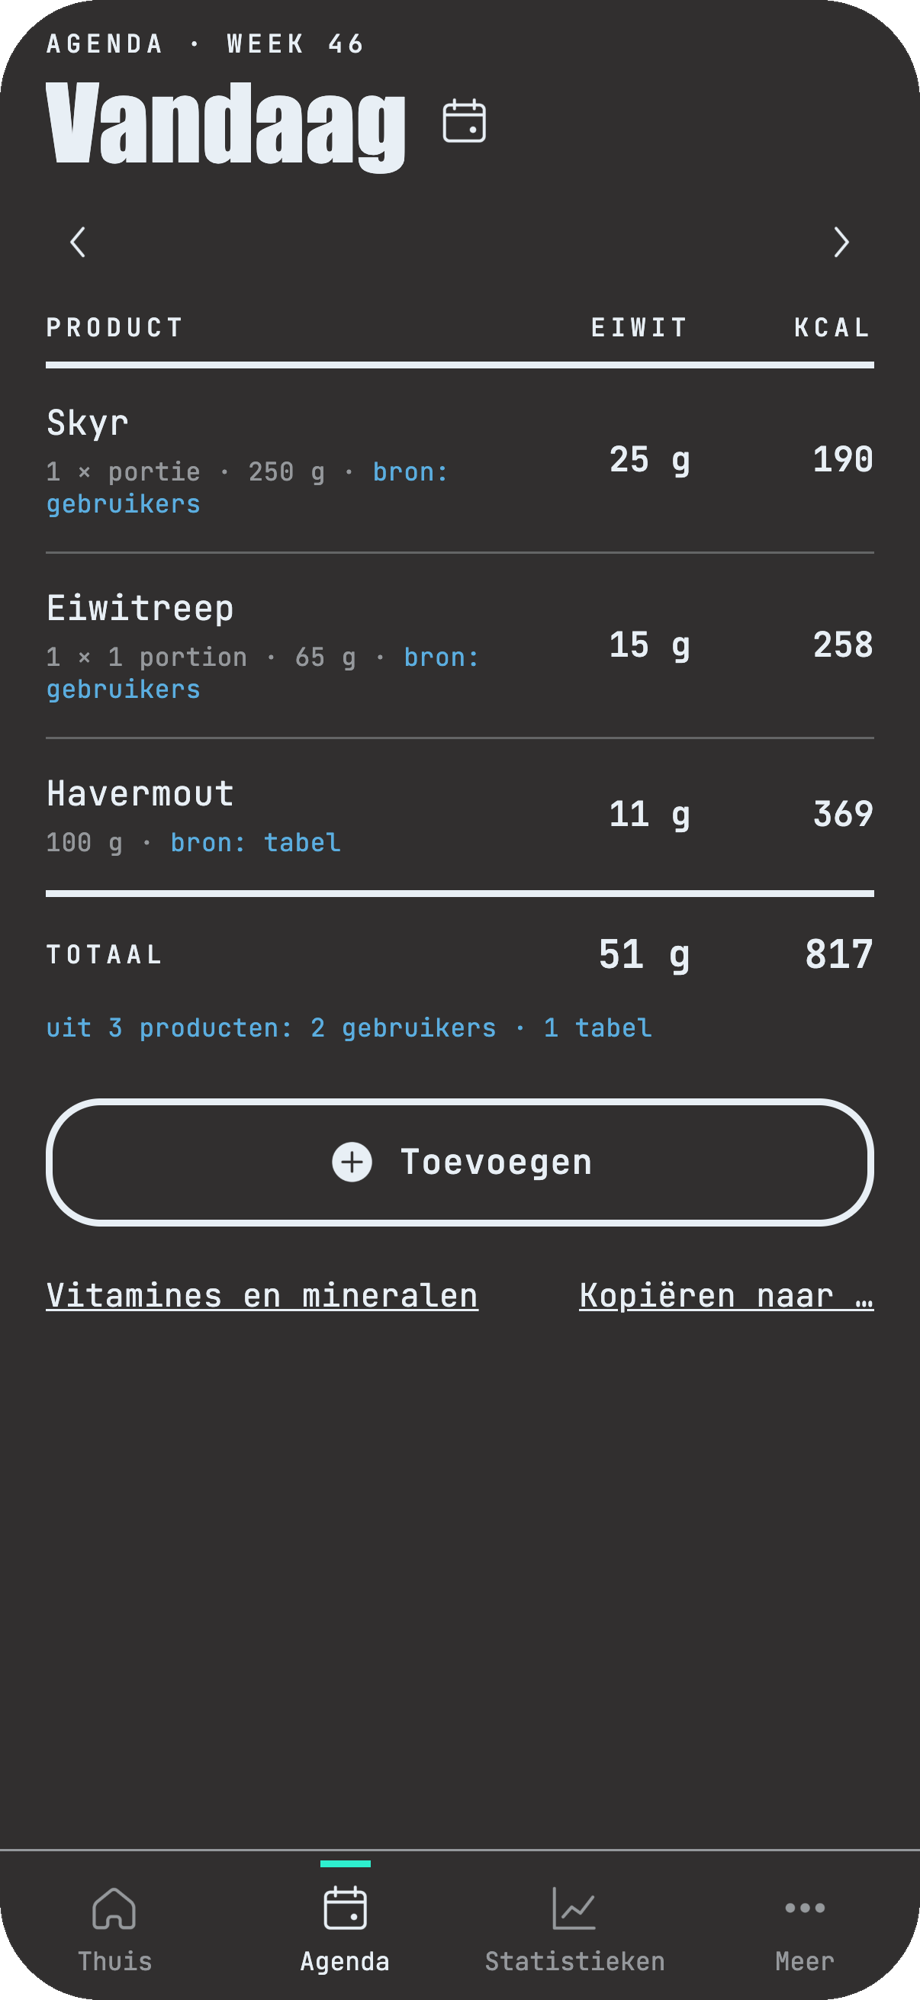 AGENDA · WEEK 46
Vandaag
PRODUCT EIWIT KCAL
Skyr
1 × portie · 250 g · bron: gebruikers
25 g 190
Eiwitreep
1 × 1 portion · 65 g · bron: gebruikers
15 g 258
Havermout
100 g · bron: tabel
11 g 369
TOTAAL 51 g 817
uit 3 producten: 2 gebruikers · 1 tabel
Toevoegen
Vitamines en mineralen Kopiëren naar …
Thuis Agenda Statistieken Meer